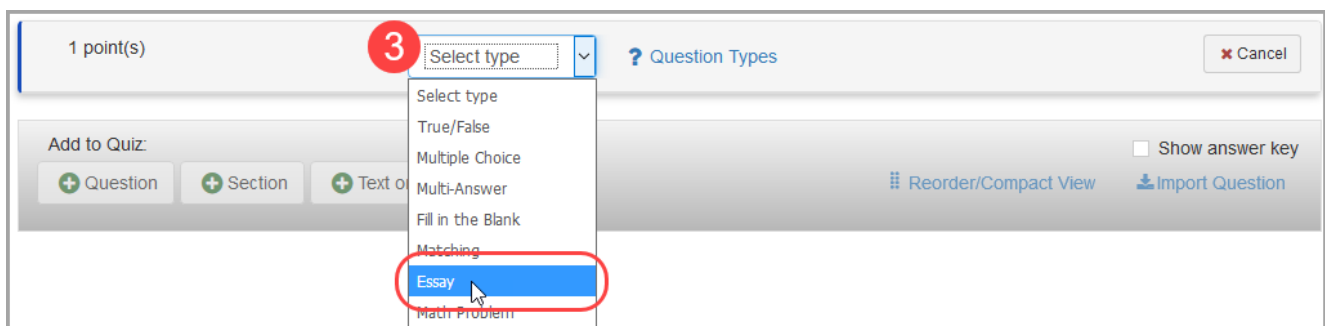 1 point(s)
3
Select type
? Question Types
Cancel
Select type
True/False
Multiple Choice
Multi-Answer
Fill in the Blank
Matching
Essay
Math Problem
Add to Quiz:
Show answer key
Question
Section
Text o
Reorder/Compact View
Import Question